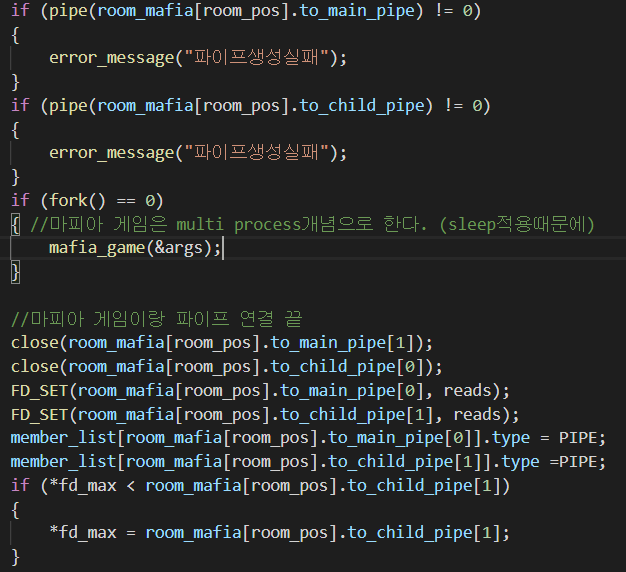 if (pipe(room_mafia[room_pos].to_main_pipe) != 0)
{
    error_message("파이프생성실패");
}
if (pipe(room_mafia[room_pos].to_child_pipe) != 0)
{
    error_message("파이프생성실패");
}
if (fork() == 0)
{ //마피아 게임은 multi process개념으로 한다. (sleep적용때문에)
    mafia_game(&args);
}
//마피아 게임이랑 파이프 연결 끝
close(room_mafia[room_pos].to_main_pipe[1]);
close(room_mafia[room_pos].to_child_pipe[0]);
FD_SET(room_mafia[room_pos].to_main_pipe[0], reads);
FD_SET(room_mafia[room_pos].to_child_pipe[1], reads);
member_list[room_mafia[room_pos].to_main_pipe[0]].type = PIPE;
member_list[room_mafia[room_pos].to_child_pipe[1]].type =PIPE;
if (*fd_max < room_mafia[room_pos].to_child_pipe[1])
{
    *fd_max = room_mafia[room_pos].to_child_pipe[1];
}